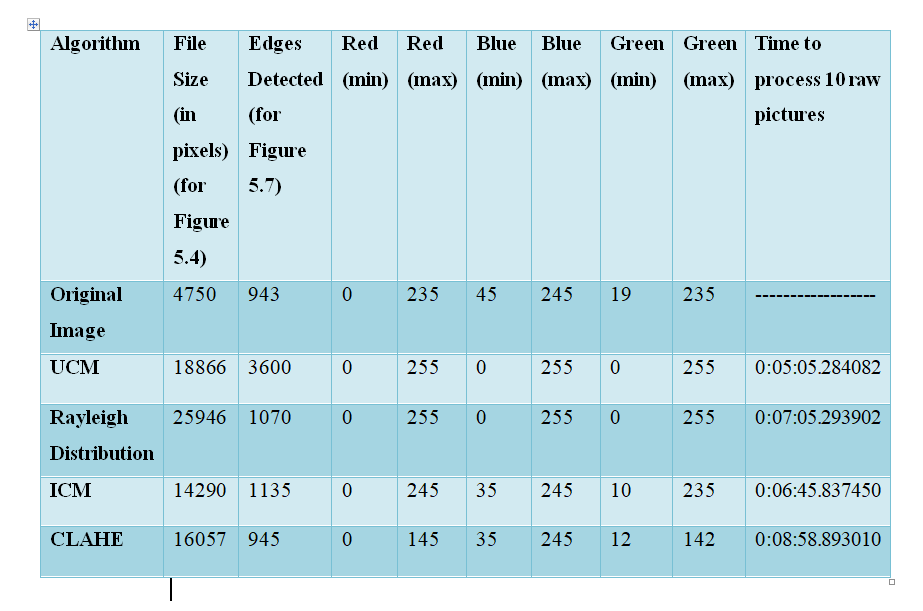 Algorithm File Edges Red Red Blue Blue Green Green Time to
Size Detected (min) (max) (min) (max) (min) (max) process 10 raw
(in (for pictures
pixels) Figure
(for 5.7)
Figure
5.4)
Original 4750 943 0 235 45 245 19 235 ------------------
Image
UCM 18866 3600 0 255 0 255 0 255 0:05:05.284082
Rayleigh 25946 1070 0 255 0 255 0 255 0:07:05.293902
Distribution
ICM 14290 1135 0 245 35 245 10 235 0:06:45.837450
CLAHE 16057 945 0 145 35 245 12 142 0:08:58.893010